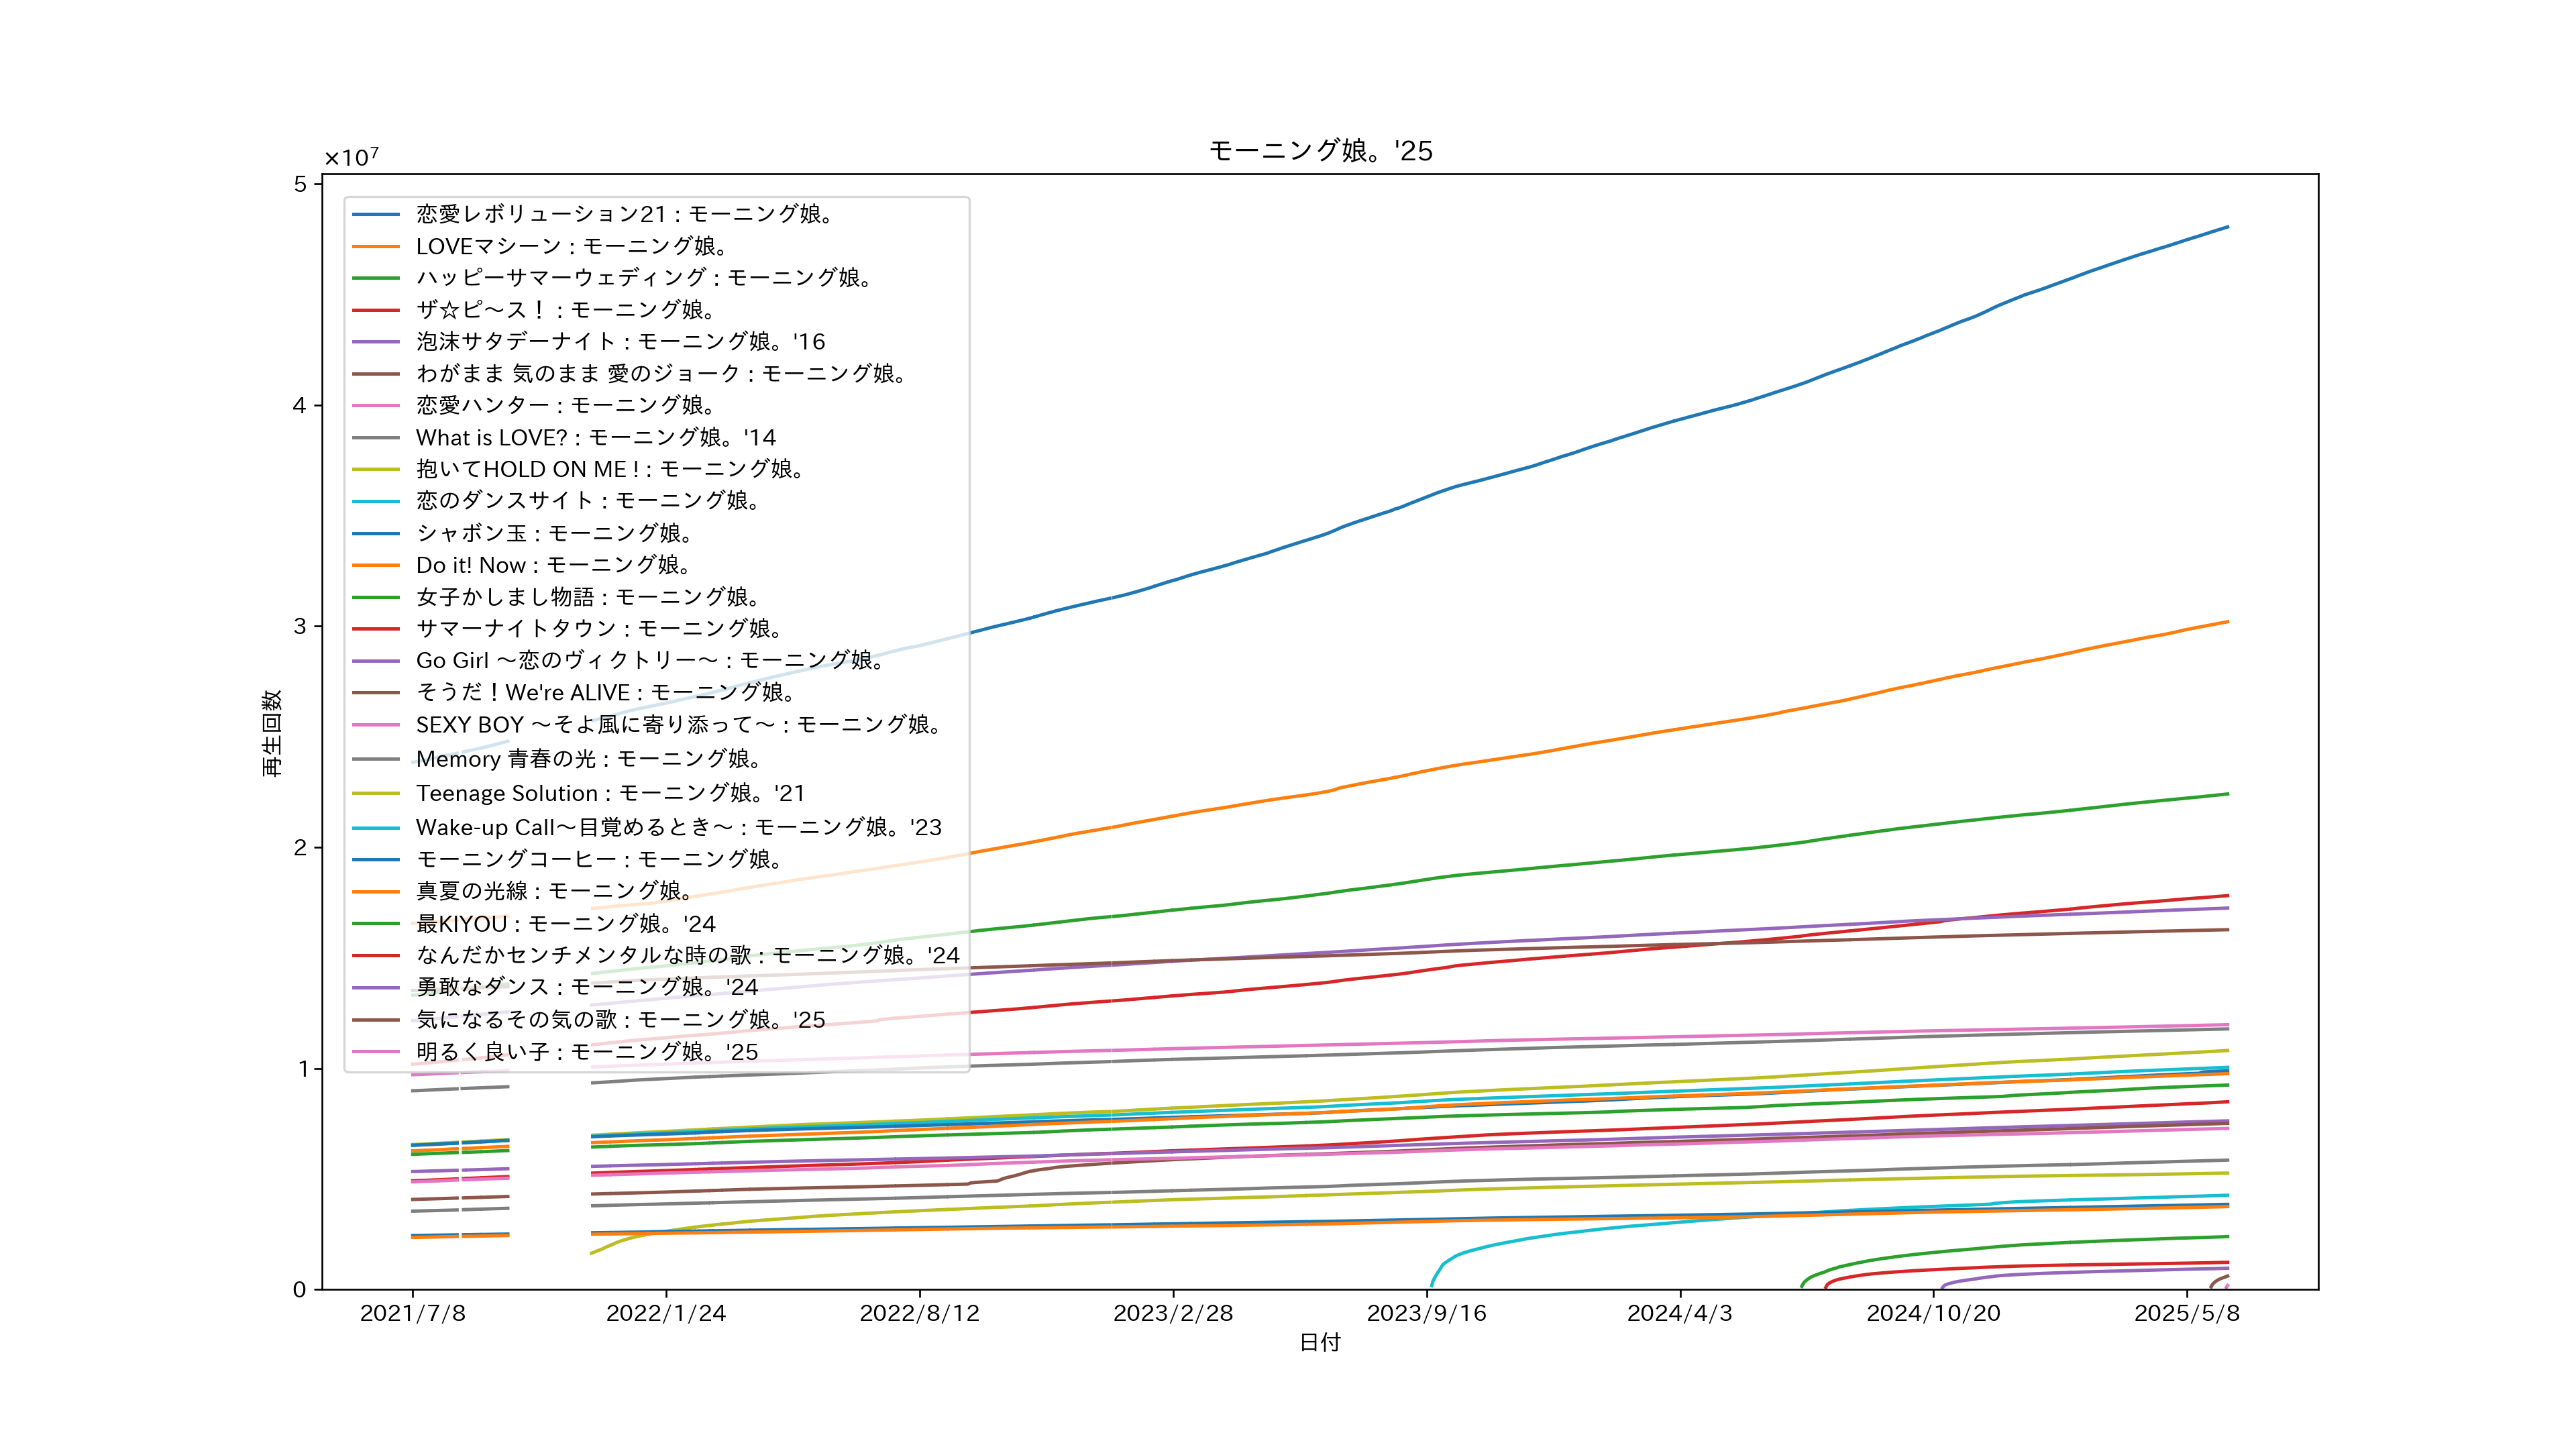 モーニング娘。'25
×10⁷
5
4
3
2
1
0
再生回数
恋愛レボリューション21 : モーニング娘。
LOVEマシーン : モーニング娘。
ハッピーサマーウェディング : モーニング娘。
ザ☆ピ〜ス！ : モーニング娘。
泡沫サタデーナイト : モーニング娘。'16
わがまま 気のまま 愛のジョーク : モーニング娘。
恋愛ハンター : モーニング娘。
What is LOVE? : モーニング娘。'14
抱いてHOLD ON ME ! : モーニング娘。
恋のダンスサイト : モーニング娘。
シャボン玉 : モーニング娘。
Do it! Now : モーニング娘。
女子かしまし物語 : モーニング娘。
サマーナイトタウン : モーニング娘。
Go Girl 〜恋のヴィクトリー〜 : モーニング娘。
そうだ！We're ALIVE : モーニング娘。
SEXY BOY 〜そよ風に寄り添って〜 : モーニング娘。
Memory 青春の光 : モーニング娘。
Teenage Solution : モーニング娘。'21
Wake-up Call〜目覚めるとき〜 : モーニング娘。'23
モーニングコーヒー : モーニング娘。
真夏の光線 : モーニング娘。
最KIYOU : モーニング娘。'24
なんだかセンチメンタルな時の歌 : モーニング娘。'24
勇敢なダンス : モーニング娘。'24
気になるその気の歌 : モーニング娘。'25
明るく良い子 : モーニング娘。'25
2021/7/8 2022/1/24 2022/8/12 2023/2/28 2023/9/16 2024/4/3 2024/10/20 2025/5/8
日付